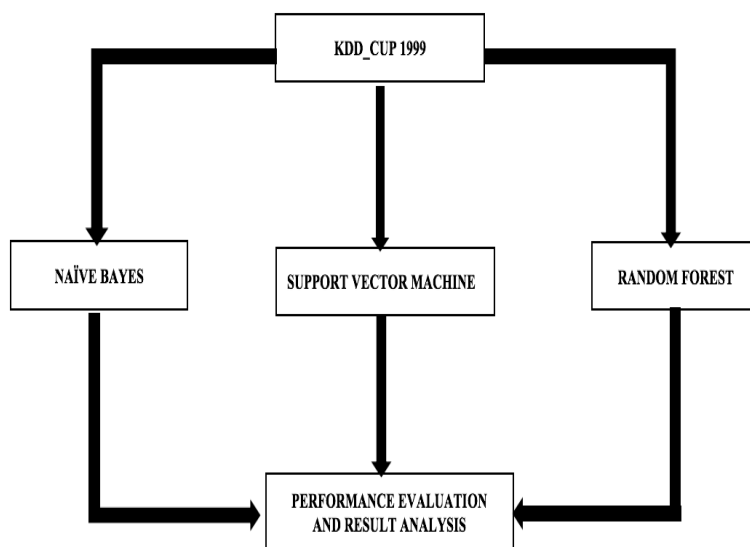 KDD_CUP 1999
NAÏVE BAYES
SUPPORT VECTOR MACHINE
RANDOM FOREST
PERFORMANCE EVALUATION
AND RESULT ANALYSIS